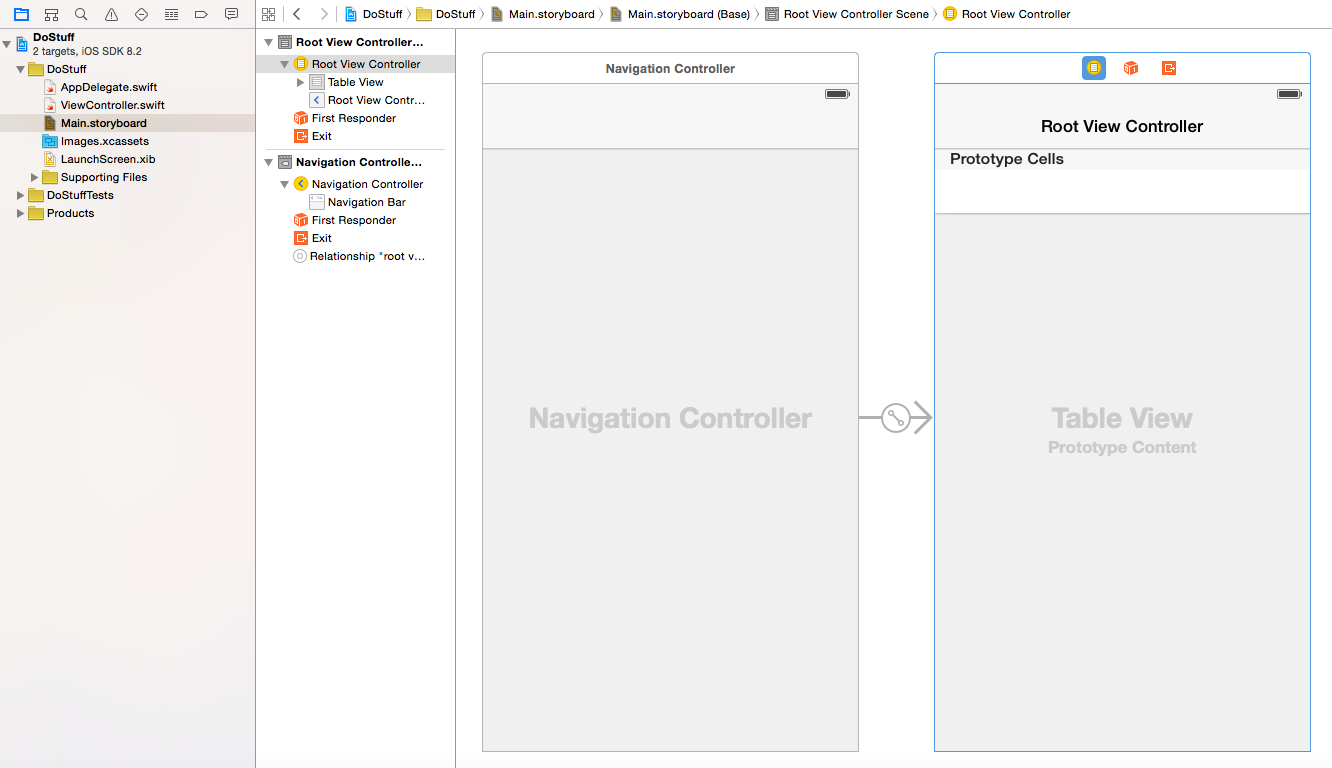 DoStuff DoStuff Main.storyboard Main.storyboard (Base) Root View Controller Scene Root View Controller
DoStuff
2 targets, iOS SDK 8.2
DoStuff
AppDelegate.swift
ViewController.swift
Main.storyboard
Images.xcassets
LaunchScreen.xib
Supporting Files
DoStuffTests
Products
Root View Controller...
Root View Controller
Table View
Root View Contr...
First Responder
Exit
Navigation Controlle...
Navigation Controller
Navigation Bar
First Responder
Exit
Relationship "root v...
Navigation Controller
Navigation Controller
Root View Controller
Prototype Cells
Table View
Prototype Content